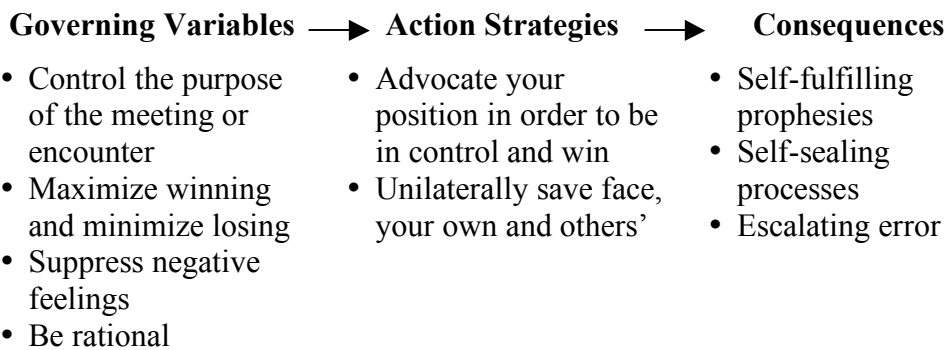 Governing Variables → Action Strategies → Consequences
• Control the purpose
of the meeting or
encounter
• Maximize winning
and minimize losing
• Suppress negative
feelings
• Be rational
• Advocate your
position in order to be
in control and win
• Unilaterally save face,
your own and others’
• Self-fulfilling
prophesies
• Self-sealing
processes
• Escalating error